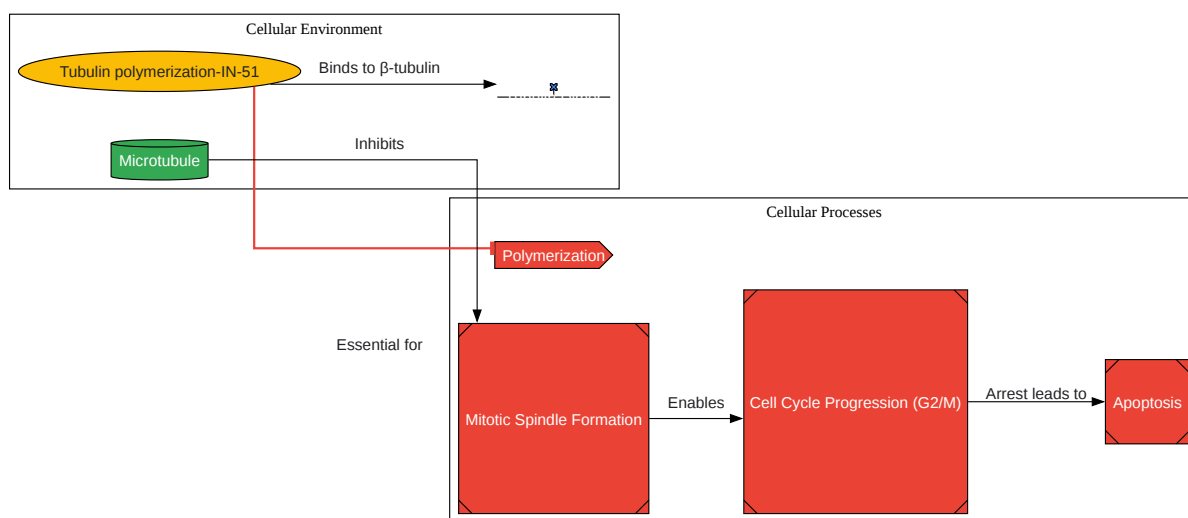 Cellular Environment
Tubulin polymerization-IN-51
Binds to β-tubulin
Microtubule
Inhibits
Cellular Processes
Polymerization
Essential for
Mitotic Spindle Formation
Enables
Cell Cycle Progression (G2/M)
Arrest leads to
Apoptosis